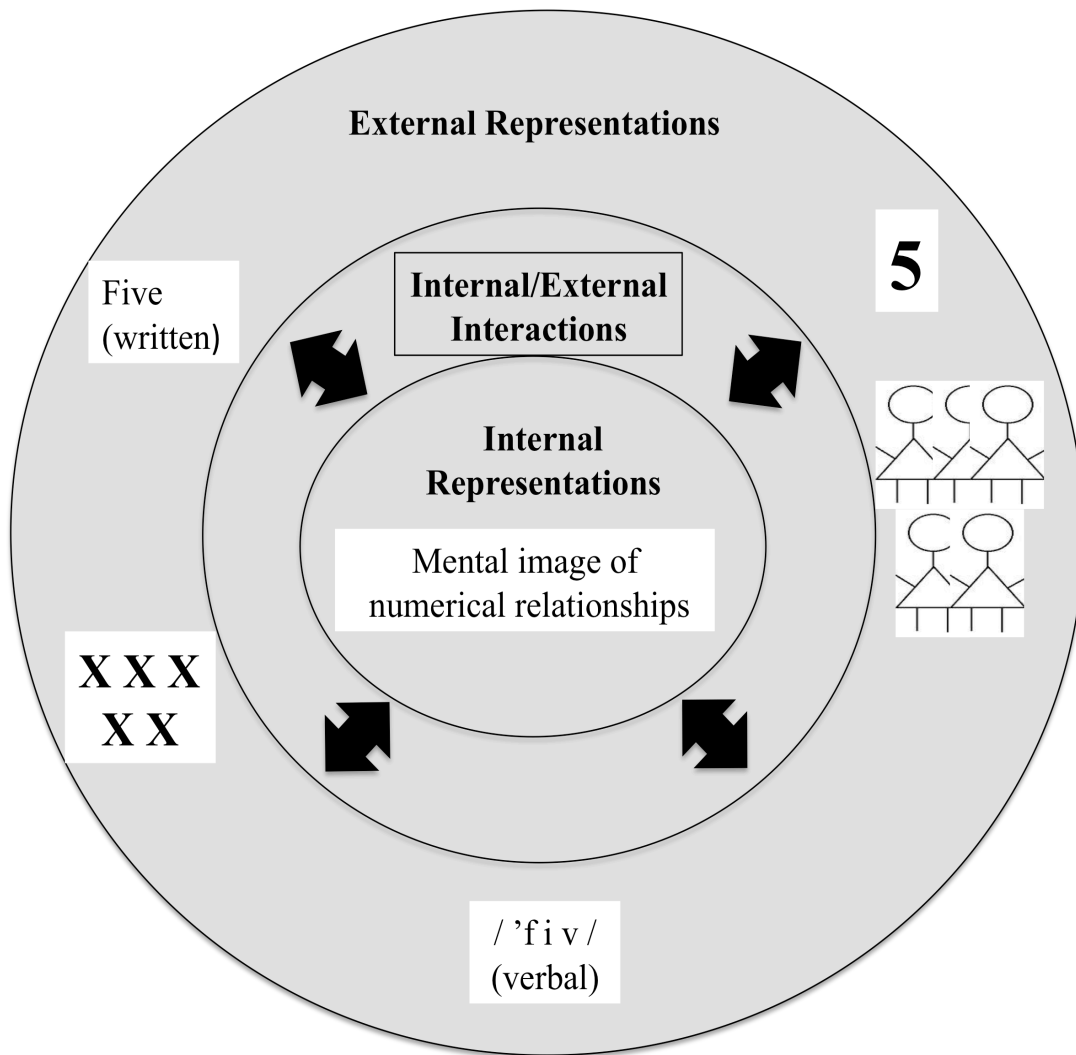 External Representations
5
Five
(written)
Internal/External
Interactions
Internal
Representations
Mental image of
numerical relationships
X X X
X X
/ ’f i v /
(verbal)